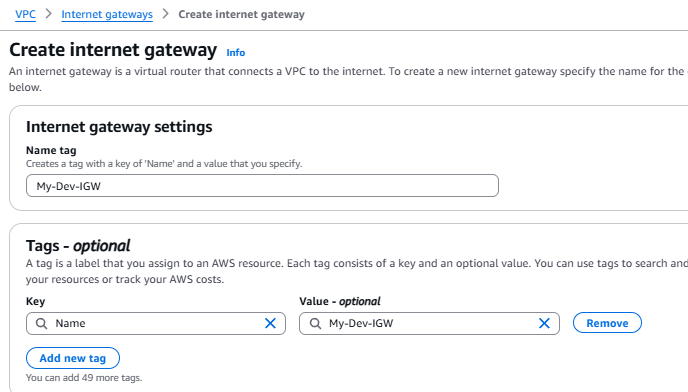 VPC > Internet gateways > Create internet gateway
Create internet gateway Info
An internet gateway is a virtual router that connects a VPC to the internet. To create a new internet gateway specify the name for the
below.
Internet gateway settings
Name tag
Creates a tag with a key of 'Name' and a value that you specify.
My-Dev-IGW
Tags - optional
A tag is a label that you assign to an AWS resource. Each tag consists of a key and an optional value. You can use tags to search and
your resources or track your AWS costs.
Key Value - optional
Name My-Dev-IGW Remove
Add new tag
You can add 49 more tags.